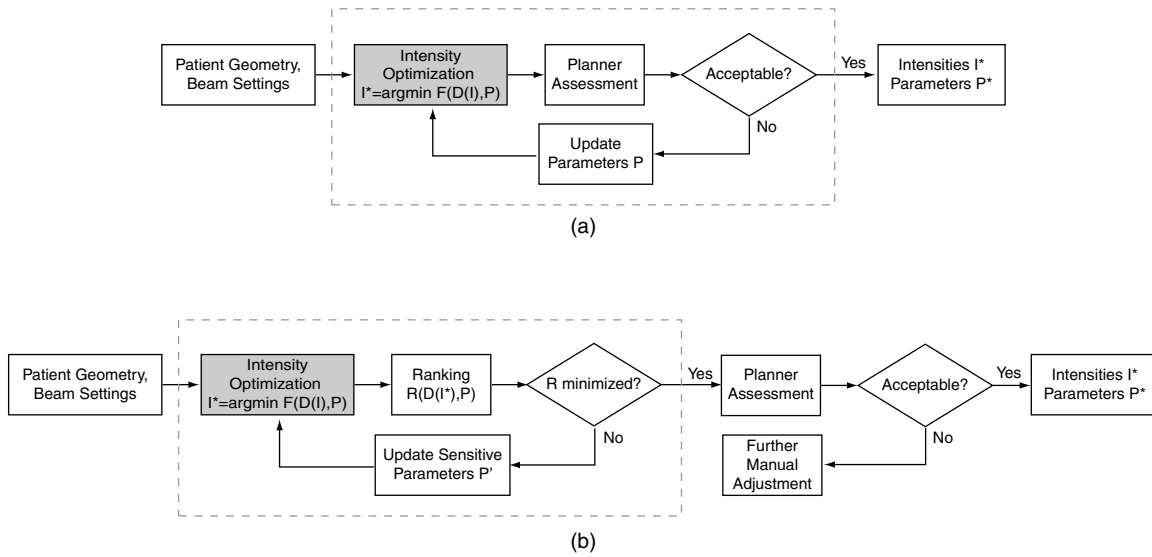 Patient Geometry,
Beam Settings
Intensity
Optimization
I*=argmin F(D(I),P)
Planner
Assessment
Acceptable?
Yes
Intensities I*
Parameters P*
No
Update
Parameters P
(a)
Patient Geometry,
Beam Settings
Intensity
Optimization
I*=argmin F(D(I),P)
Ranking
R(D(I*),P)
R minimized?
Yes
Planner
Assessment
Acceptable?
Yes
Intensities I*
Parameters P*
No
Update Sensitive
Parameters P'
No
Further
Manual
Adjustment
(b)